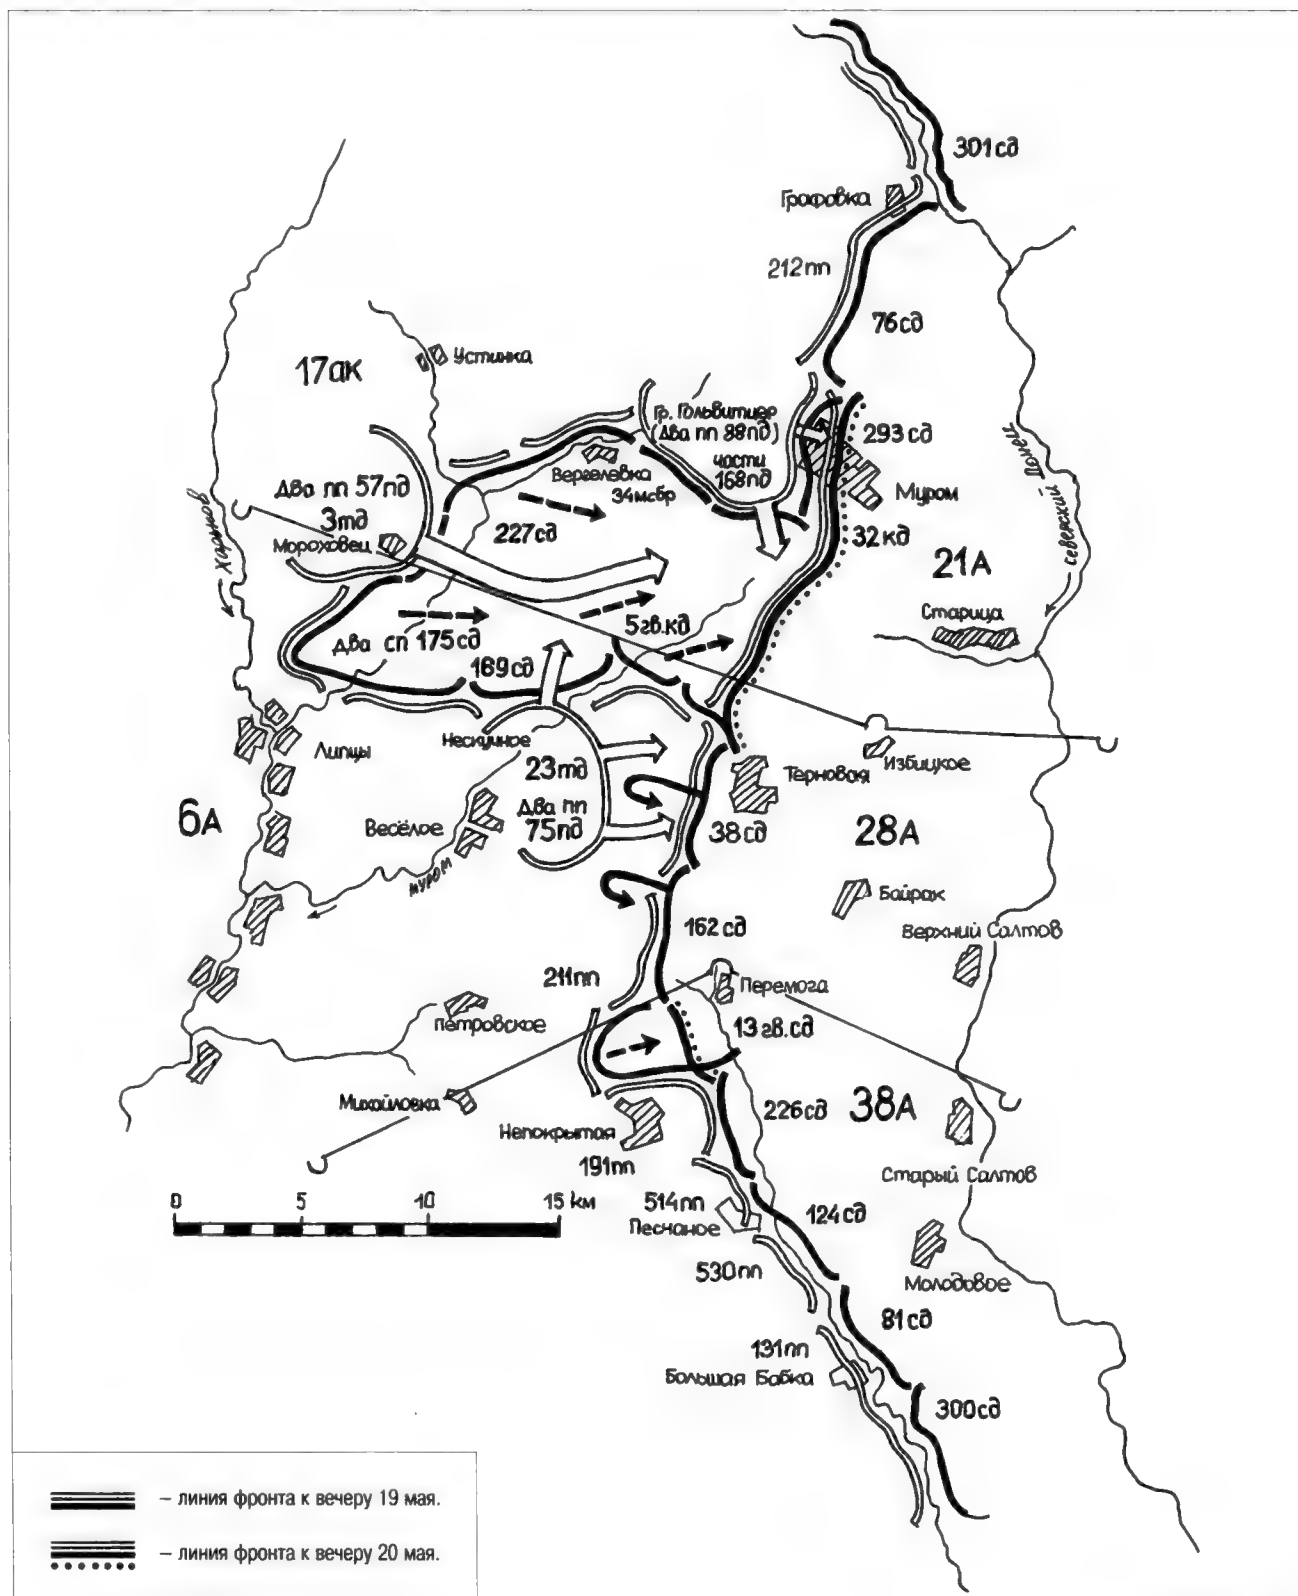 301сд
Графовка
212пп
76сд
17ак
Устинка
Гр. Гольвитцер
(Два пп 88пд)
части
168пд
293сд
Вергелевка
34мсбр
Муром
Два пп 57пд
3тд
Мороховец
227сд
32кд
Северский Донец
21А
Харьков
Старица
5гв.кд
Два сп 175сд
169сд
Нескучное
Липцы
Терновая
Избицкое
23тд
Два пп
75пд
6А
Весёлое
38сд
28А
Муром
Байрак
162сд
Верхний Салтов
211пп
Перемога
Петровское
13гв.сд
Михайловка
226сд
38А
Непокрытая
191пп
Старый Салтов
0 5 10 15 km
514пп
Песчаное
124сд
530пп
Молодовое
81сд
131пп
Большая Бабка
300сд
– линия фронта к вечеру 19 мая.
– линия фронта к вечеру 20 мая.